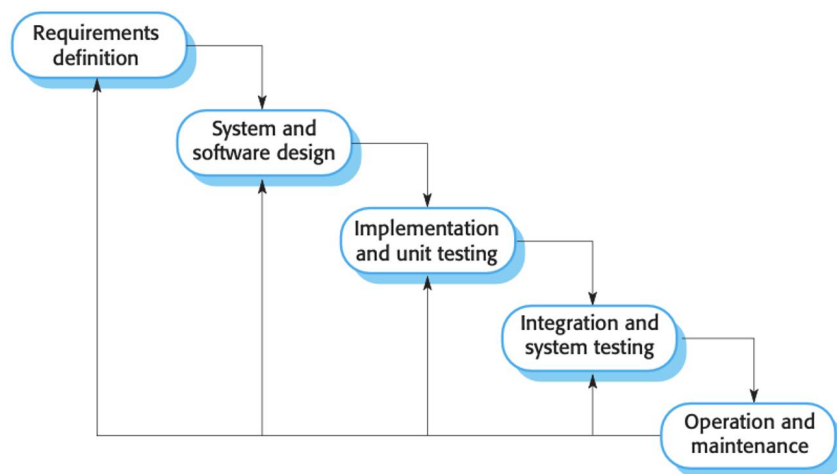 Requirements
definition
System and
software design
Implementation
and unit testing
Integration and
system testing
Operation and
maintenance